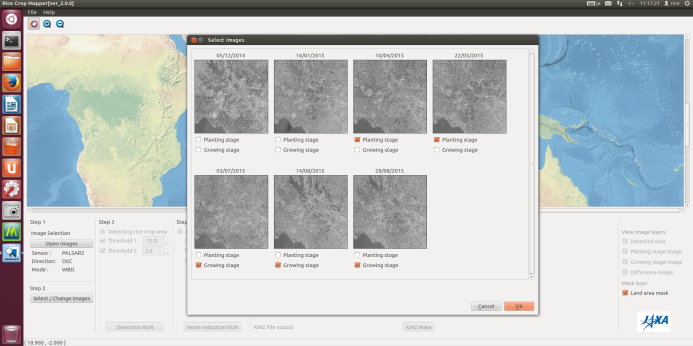 Rice Crop Mapper[ver_2.0.0]
ja
11:17:21
rice
File Help
Select images
05/12/2014 16/01/2015 10/04/2015 22/05/2015
Planting stage Planting stage Planting stage Planting stage
Growing stage Growing stage Growing stage Growing stage
03/07/2015 14/08/2015 28/08/2015
Planting stage Planting stage Planting stage
Growing stage Growing stage Growing stage
Cancel OK
Step 1
Image Selection
Open images
Sensor : PALSAR2
Direction: DSC
Mode : WBD
Step 2
Select / Change images
Step 3
Detecting rice crop area
Threshold 1 -15.0
Threshold 2 3.0
Detection RUN
Step
Noise reduction RUN
KMZ File output
KMZ Make
View image layers
Detected area
Planting stage image
Growing stage image
Difference image
Mask layer
Land area mask
JAXA
( 18.900 , -2.000 )